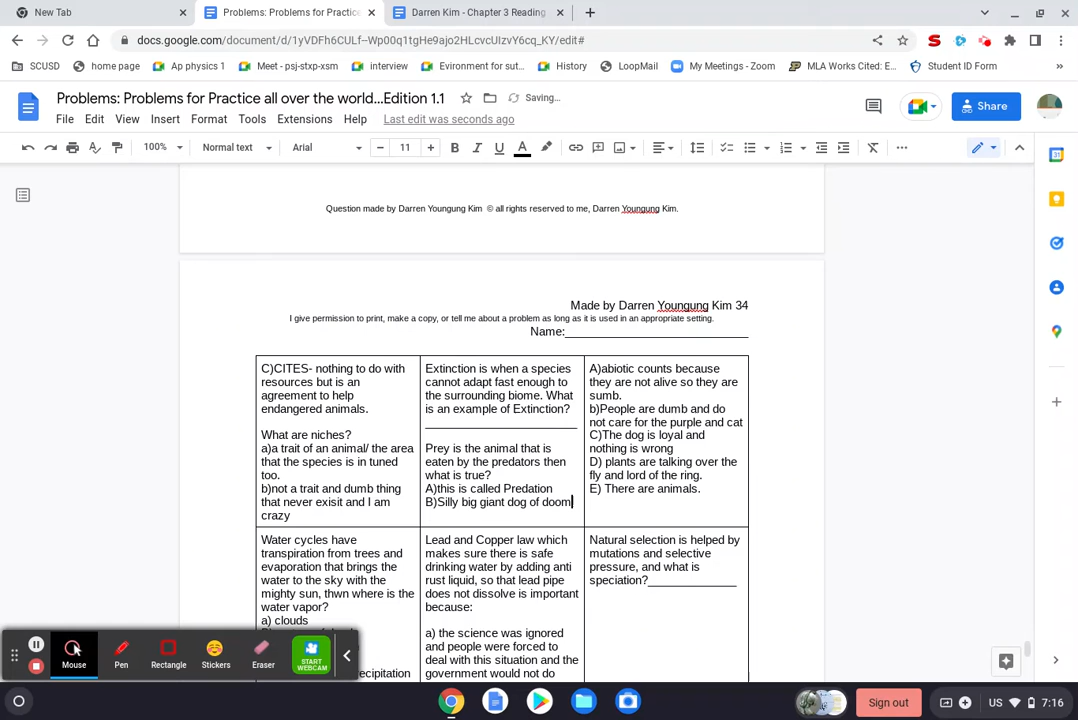 New Tab
Problems: Problems for Practice
Darren Kim - Chapter 3 Reading
docs.google.com/document/d/1yVDFh6CULf--Wp00q1tgHe9ajo2HLcvcUIzvY6cq_KY/edit#
SCUSD
home page
Ap physics 1
Meet - psj-stxp-xsm
interview
Evironment for sut...
History
LoopMail
My Meetings - Zoom
MLA Works Cited: E...
Student ID Form
Problems: Problems for Practice all over the world...Edition 1.1
Saving...
File Edit View Insert Format Tools Extensions Help Last edit was seconds ago
Share
100% Normal text Arial 11
Question made by Darren Youngung Kim © all rights reserved to me, Darren Youngung Kim.
Made by Darren Youngung Kim 34
I give permission to print, make a copy, or tell me about a problem as long as it is used in an appropriate setting.
Name:____________________________
C)CITES- nothing to do with
resources but is an
agreement to help
endangered animals.
What are niches?
a)a trait of an animal/ the area
that the species is in tuned
too.
b)not a trait and dumb thing
that never exisit and I am
crazy
Extinction is when a species
cannot adapt fast enough to
the surrounding biome. What
is an example of Extinction?
_______________________
Prey is the animal that is
eaten by the predators then
what is true?
A)this is called Predation
B)Silly big giant dog of doom
A)abiotic counts because
they are not alive so they are
sumb.
b)People are dumb and do
not care for the purple and cat
C)The dog is loyal and
nothing is wrong
D) plants are talking over the
fly and lord of the ring.
E) There are animals.
Water cycles have
transpiration from trees and
evaporation that brings the
water to the sky with the
mighty sun, thwn where is the
water vapor?
a) clouds
ecipitation
Lead and Copper law which
makes sure there is safe
drinking water by adding anti
rust liquid, so that lead pipe
does not dissolve is important
because:
a) the science was ignored
and people were forced to
deal with this situation and the
government would not do
Natural selection is helped by
mutations and selective
pressure, and what is
speciation?______________
Mouse
Pen
Rectangle
Stickers
Eraser
START
WEBCAM
Sign out
US
7:16